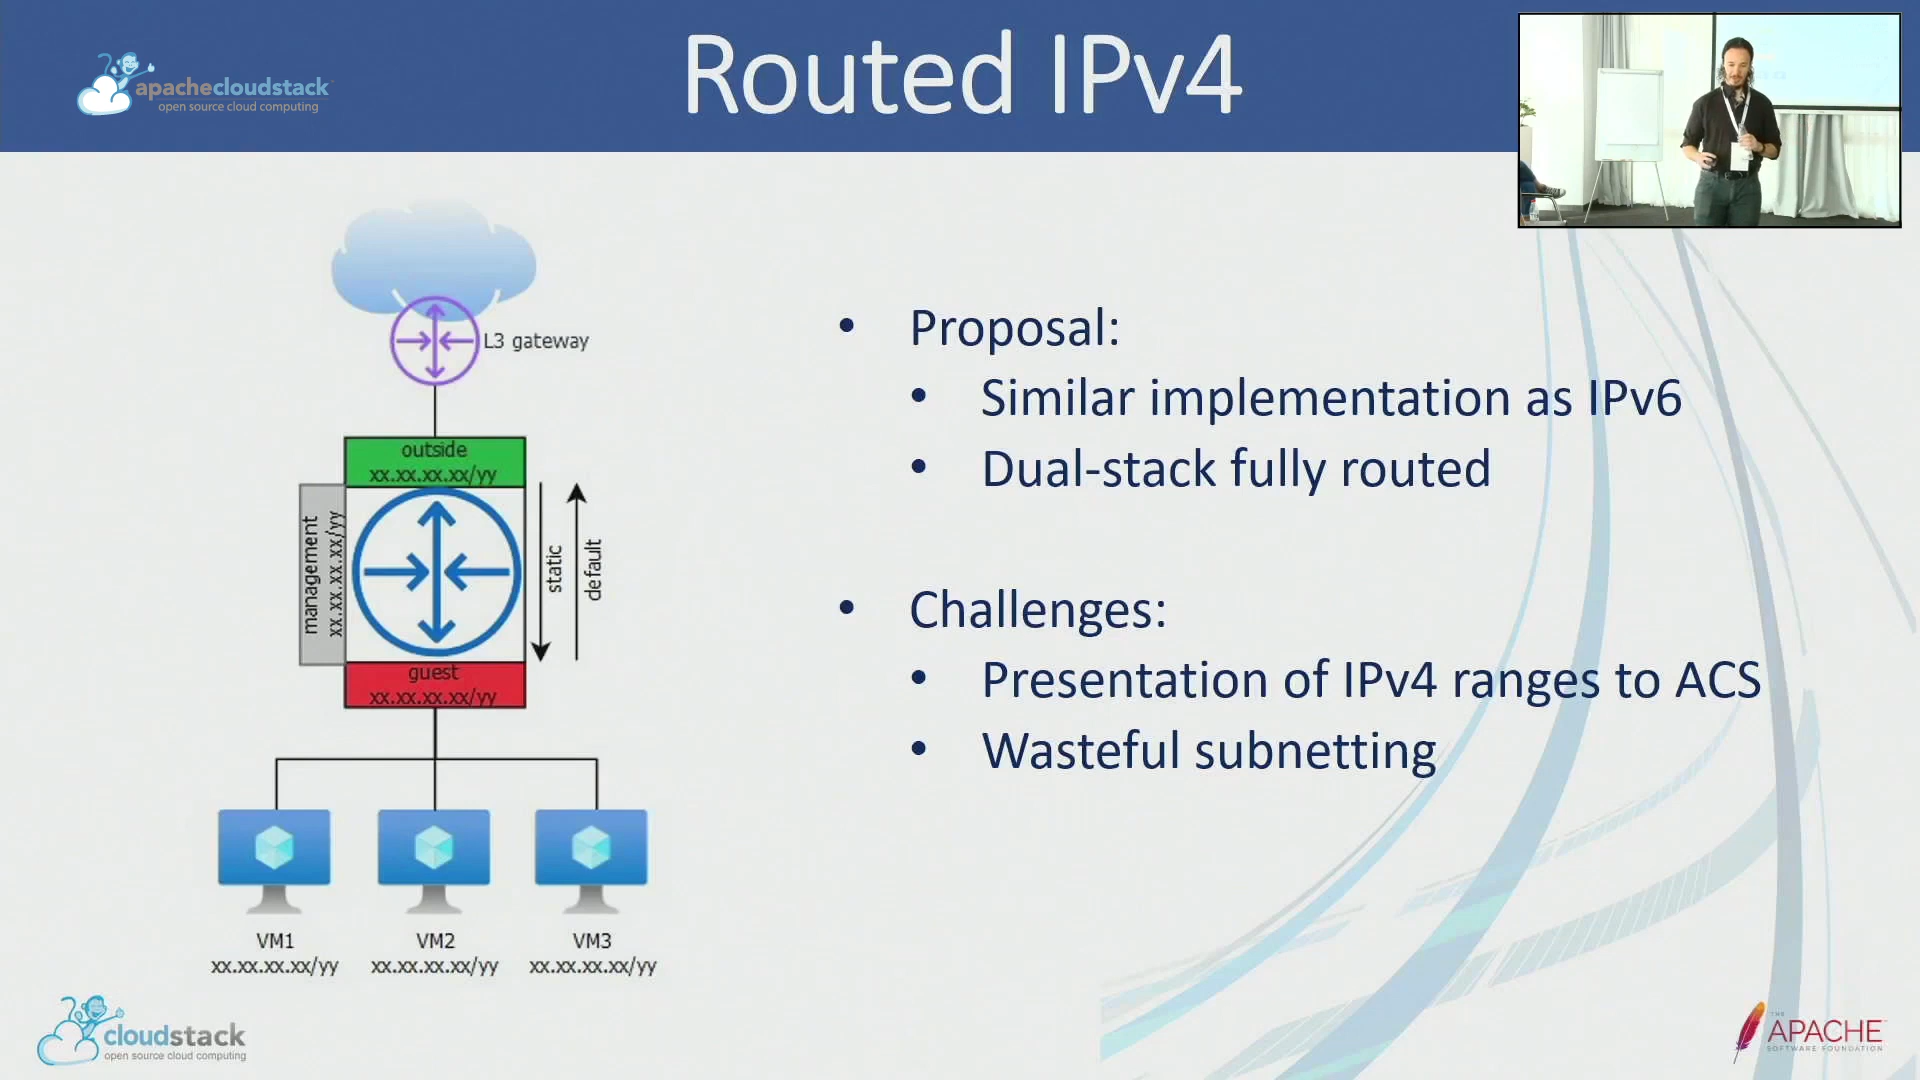 Routed IPv4
apachecloudstack
open source cloud computing
L3 gateway
outside
xx.xx.xx.xx/yy
management
xx.xx.xx.xx/yy
static
default
guest
xx.xx.xx.xx/yy
VM1
xx.xx.xx.xx/yy
VM2
xx.xx.xx.xx/yy
VM3
xx.xx.xx.xx/yy
• Proposal:
• Similar implementation as IPv6
• Dual-stack fully routed
• Challenges:
• Presentation of IPv4 ranges to ACS
• Wasteful subnetting
cloudstack
open source cloud computing
THE
APACHE
SOFTWARE FOUNDATION